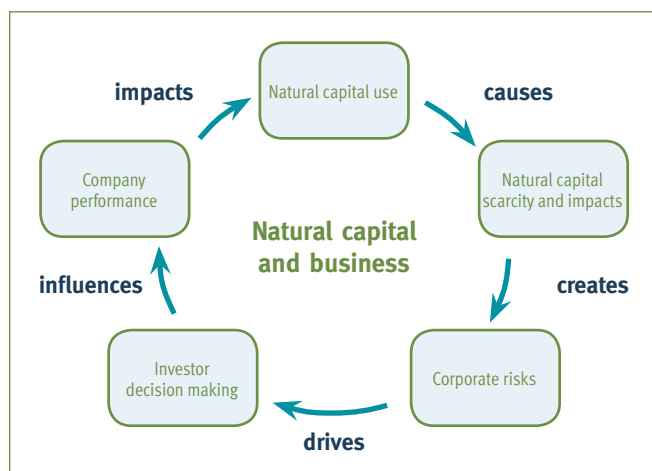 impacts
Natural capital use
causes
Company
performance
Natural capital
scarcity and impacts
Natural capital
and business
influences
creates
Investor
decision making
Corporate risks
drives